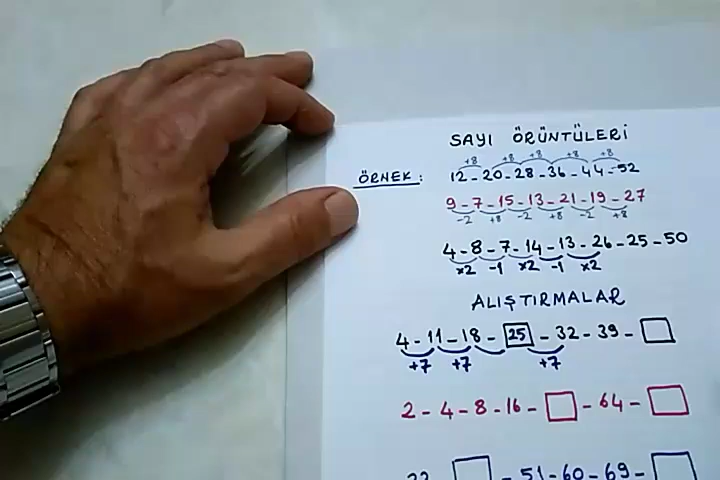 SAYI ÖRÜNTÜLERİ
+8 +8 +8 +8 +8
ÖRNEK: 12-20-28-36-44-52
9-7-15-13-21-19-27
-2 +8 -2 +8 -2 +8
4-8-7-14-13-26-25-50
x2 -1 x2 -1 x2
ALIŞTIRMALAR
4-11-18-25-32-39-
+7 +7 +7
2-4-8-16- -64-
-51-60-69-